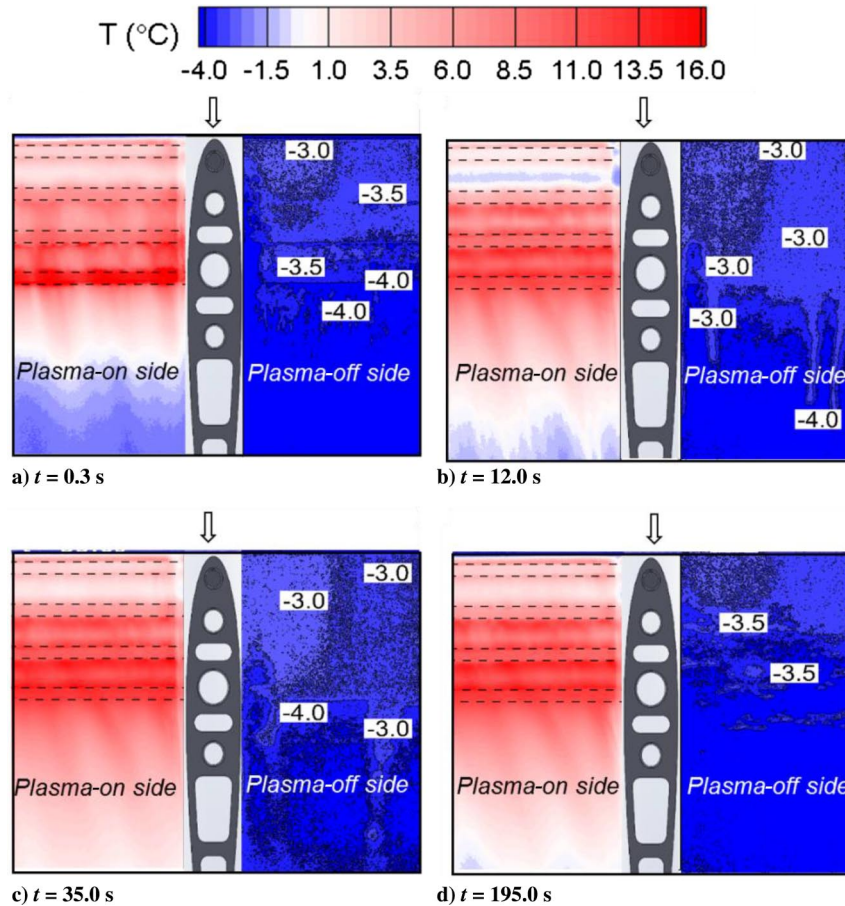 T (°C)
-4.0 -1.5 1.0 3.5 6.0 8.5 11.0 13.5 16.0
-3.0
-3.5
-3.5
-4.0
-4.0
Plasma-on side
Plasma-off side
a) t = 0.3 s
-3.0
-3.0
-3.0
-3.0
Plasma-on side
Plasma-off side
-4.0
b) t = 12.0 s
-3.0
-3.0
-4.0
-3.0
Plasma-on side
Plasma-off side
c) t = 35.0 s
-3.5
-3.5
Plasma-on side
Plasma-off side
d) t = 195.0 s